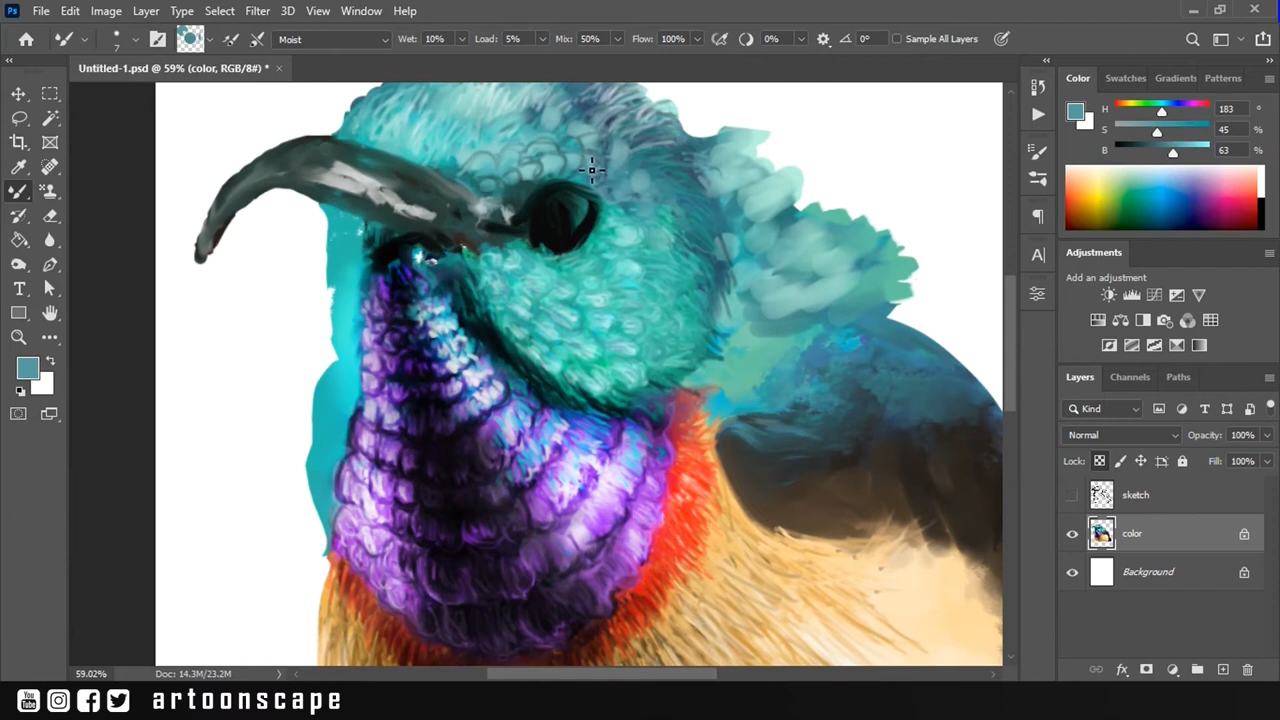 Ps File Edit Image Layer Type Select Filter 3D View Window Help
7 Moist Wet: 10% Load: 5% Mix: 50% Flow: 100% 0% 0° Sample All Layers
Untitled-1.psd @ 59% (color, RGB/8#) * ×
Color Swatches Gradients Patterns
H 183 °
S 45 %
B 63 %
Adjustments
Add an adjustment
Layers Channels Paths
Kind
Normal Opacity: 100%
Lock: Fill: 100%
sketch
color
Background
59.02% Doc: 14.3M/23.2M
You Tube artoonscape